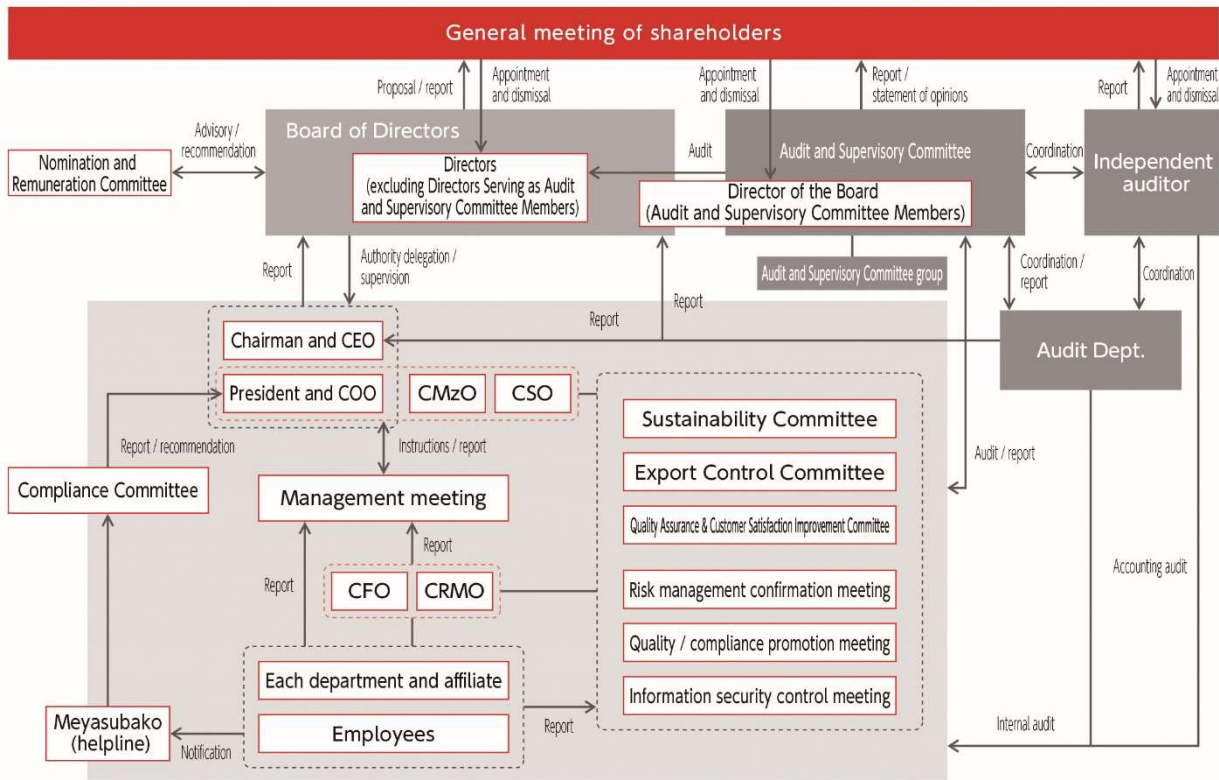 General meeting of shareholders
Proposal / report
Appointment
and dismissal
Appointment
and dismissal
Report /
statement of opinions
Report
Appointment
and dismissal
Board of Directors
Audit and Supervisory Committee
Independent
auditor
Advisory /
recommendation
Nomination and
Remuneration Committee
Directors
(excluding Directors Serving as Audit
and Supervisory Committee Members)
Audit
Director of the Board
(Audit and Supervisory Committee Members)
Coordination
Report
Authority delegation /
supervision
Audit and Supervisory Committee group
Coordination /
report
Coordination
Report
Report
Chairman and CEO
Audit Dept.
President and COO
CMzO
CSO
Sustainability Committee
Report / recommendation
Instructions / report
Audit / report
Export Control Committee
Compliance Committee
Management meeting
Quality Assurance & Customer Satisfaction Improvement Committee
Report
Report
Accounting audit
CFO
CRMO
Risk management confirmation meeting
Quality / compliance promotion meeting
Each department and affiliate
Information security control meeting
Meyasubako
(helpline)
Notification
Employees
Report
Internal audit